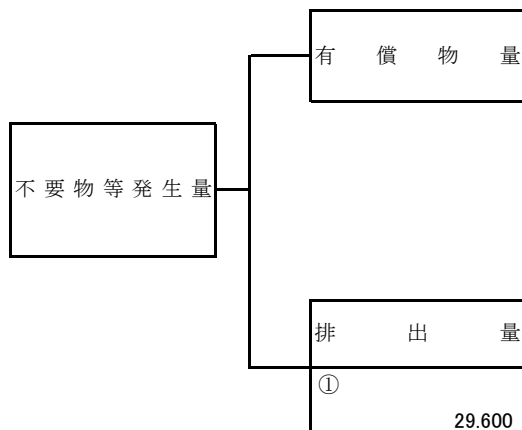 有償物量
不要物等発生量
排出量
①
29.600